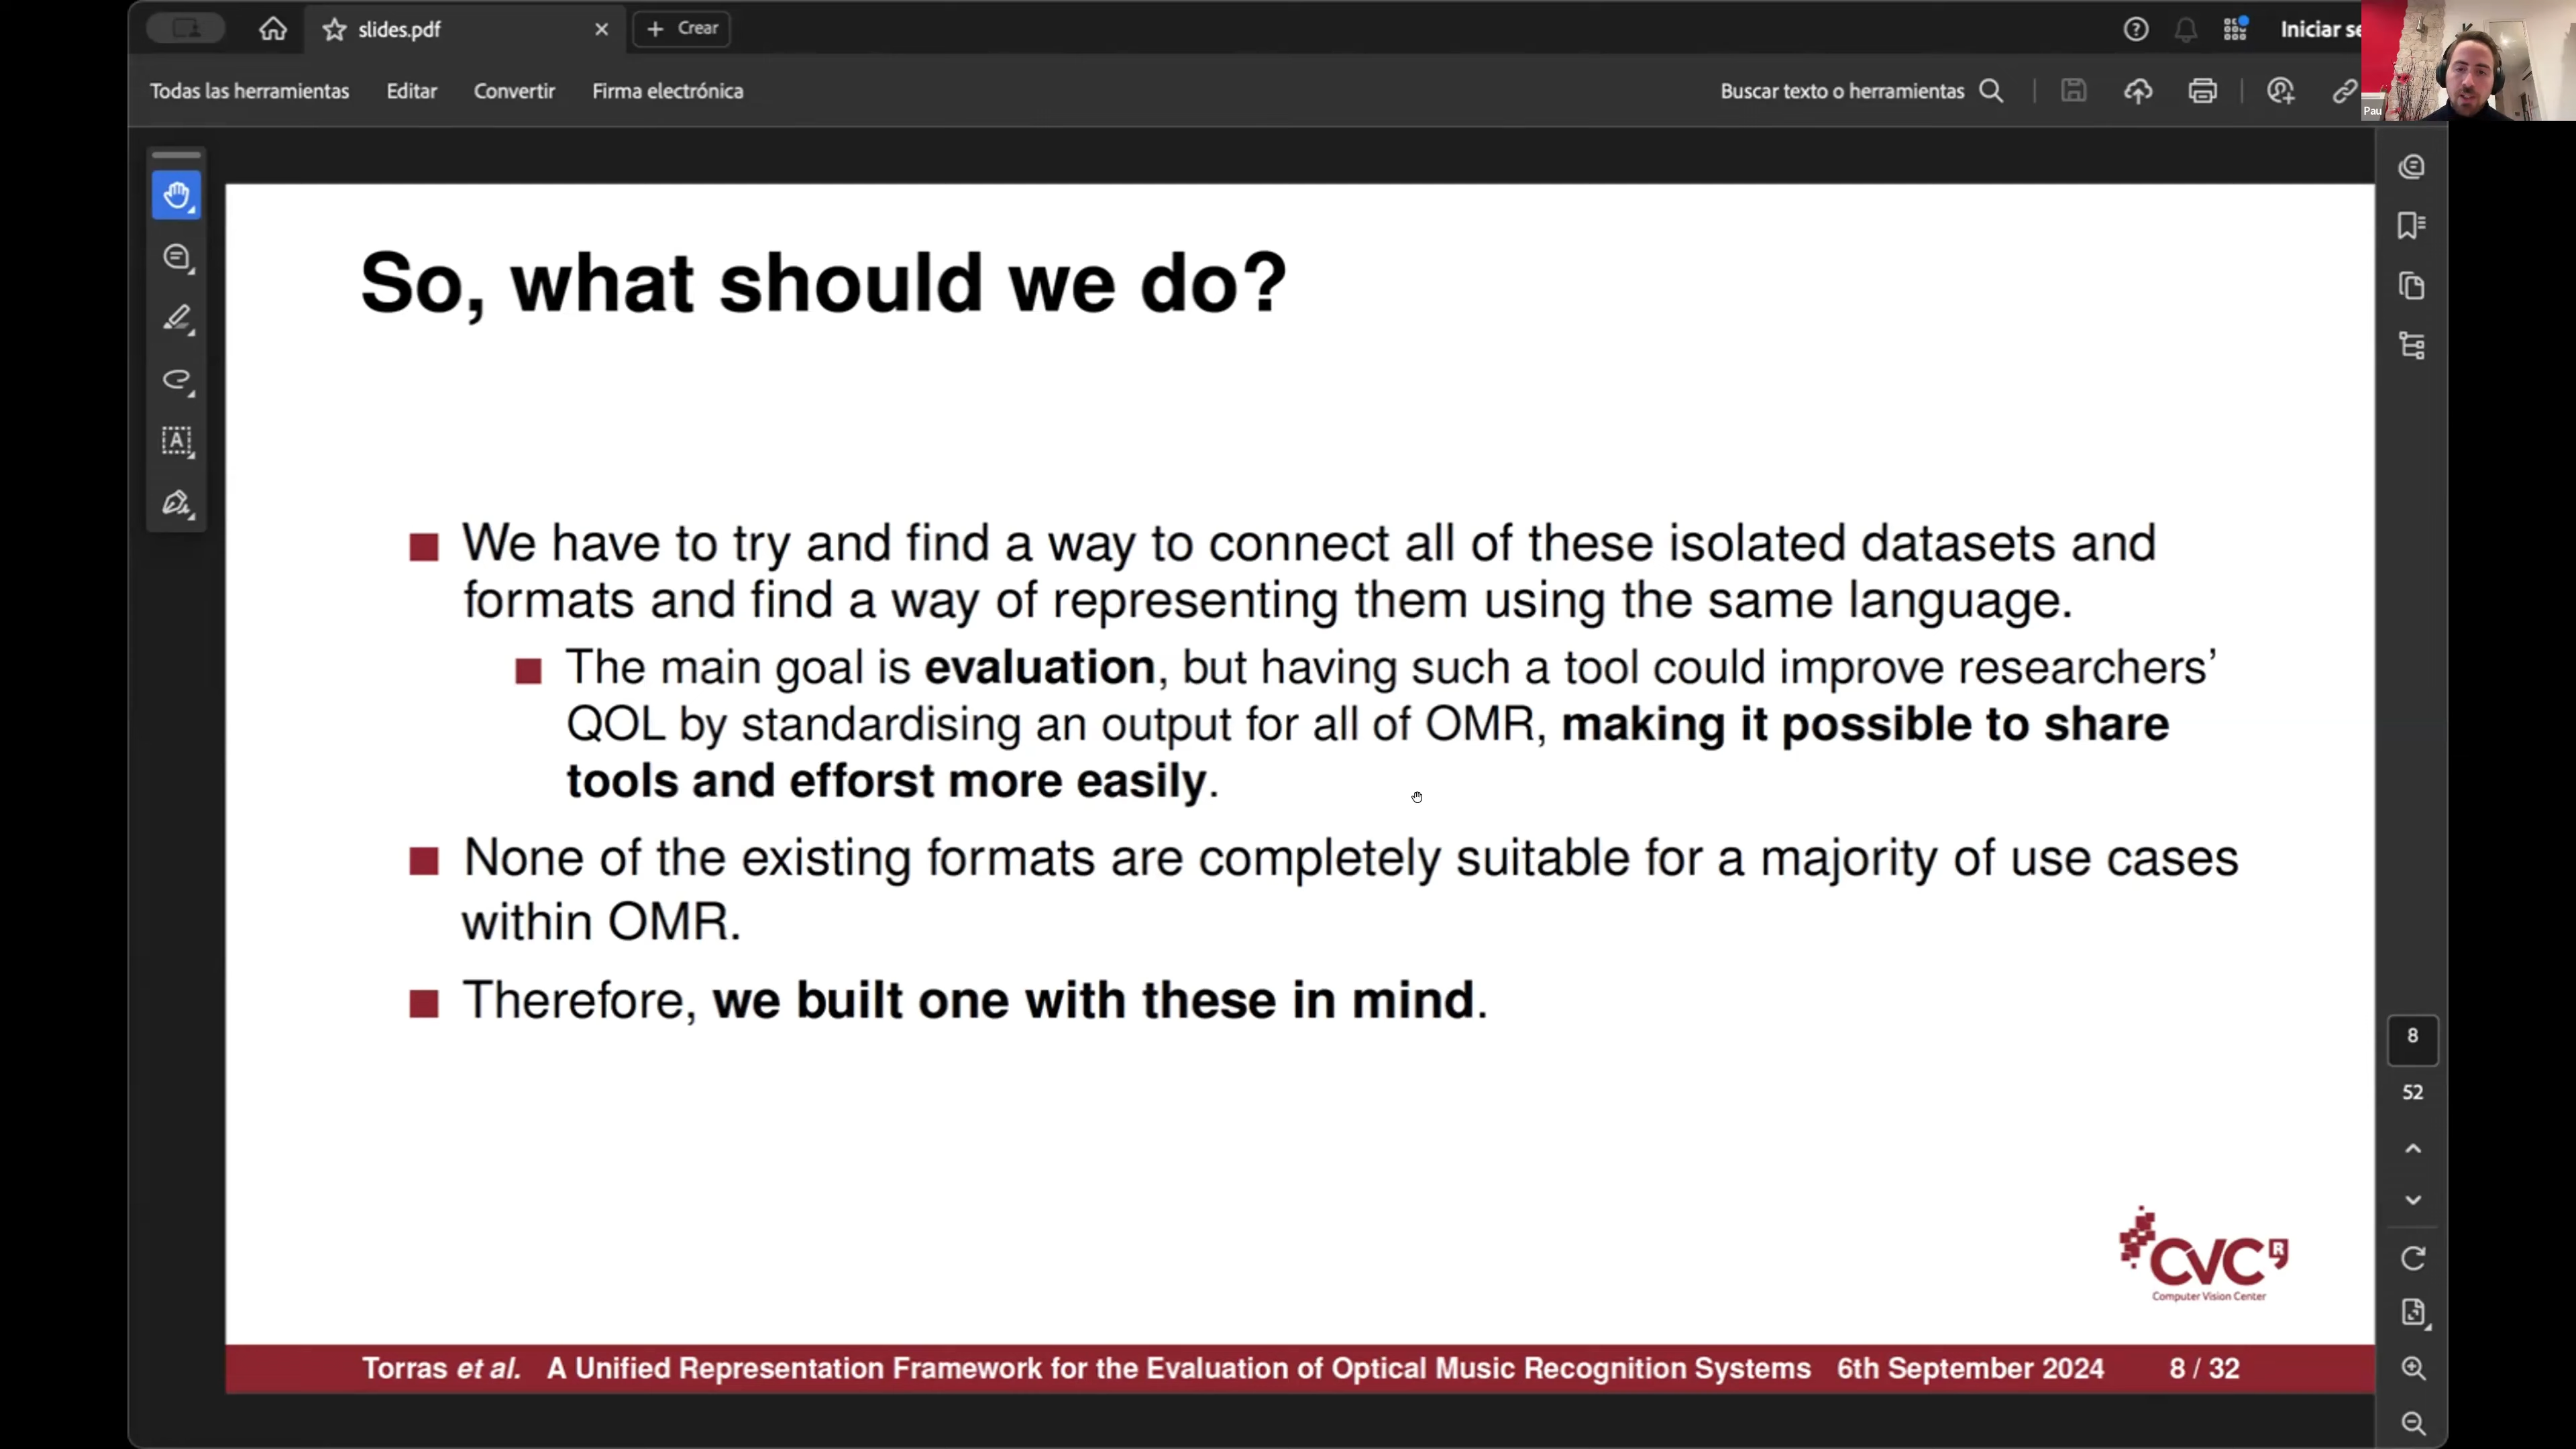 slides.pdf
Crear
Iniciar se
Todas las herramientas Editar Convertir Firma electrónica
Buscar texto o herramientas
Pau
So, what should we do?
We have to try and find a way to connect all of these isolated datasets and
formats and find a way of representing them using the same language.
The main goal is evaluation, but having such a tool could improve researchers’
QOL by standardising an output for all of OMR, making it possible to share
tools and efforst more easily.
None of the existing formats are completely suitable for a majority of use cases
within OMR.
Therefore, we built one with these in mind.
8
52
CVC
R
Computer Vision Center
Torras et al. A Unified Representation Framework for the Evaluation of Optical Music Recognition Systems 6th September 2024 8 / 32